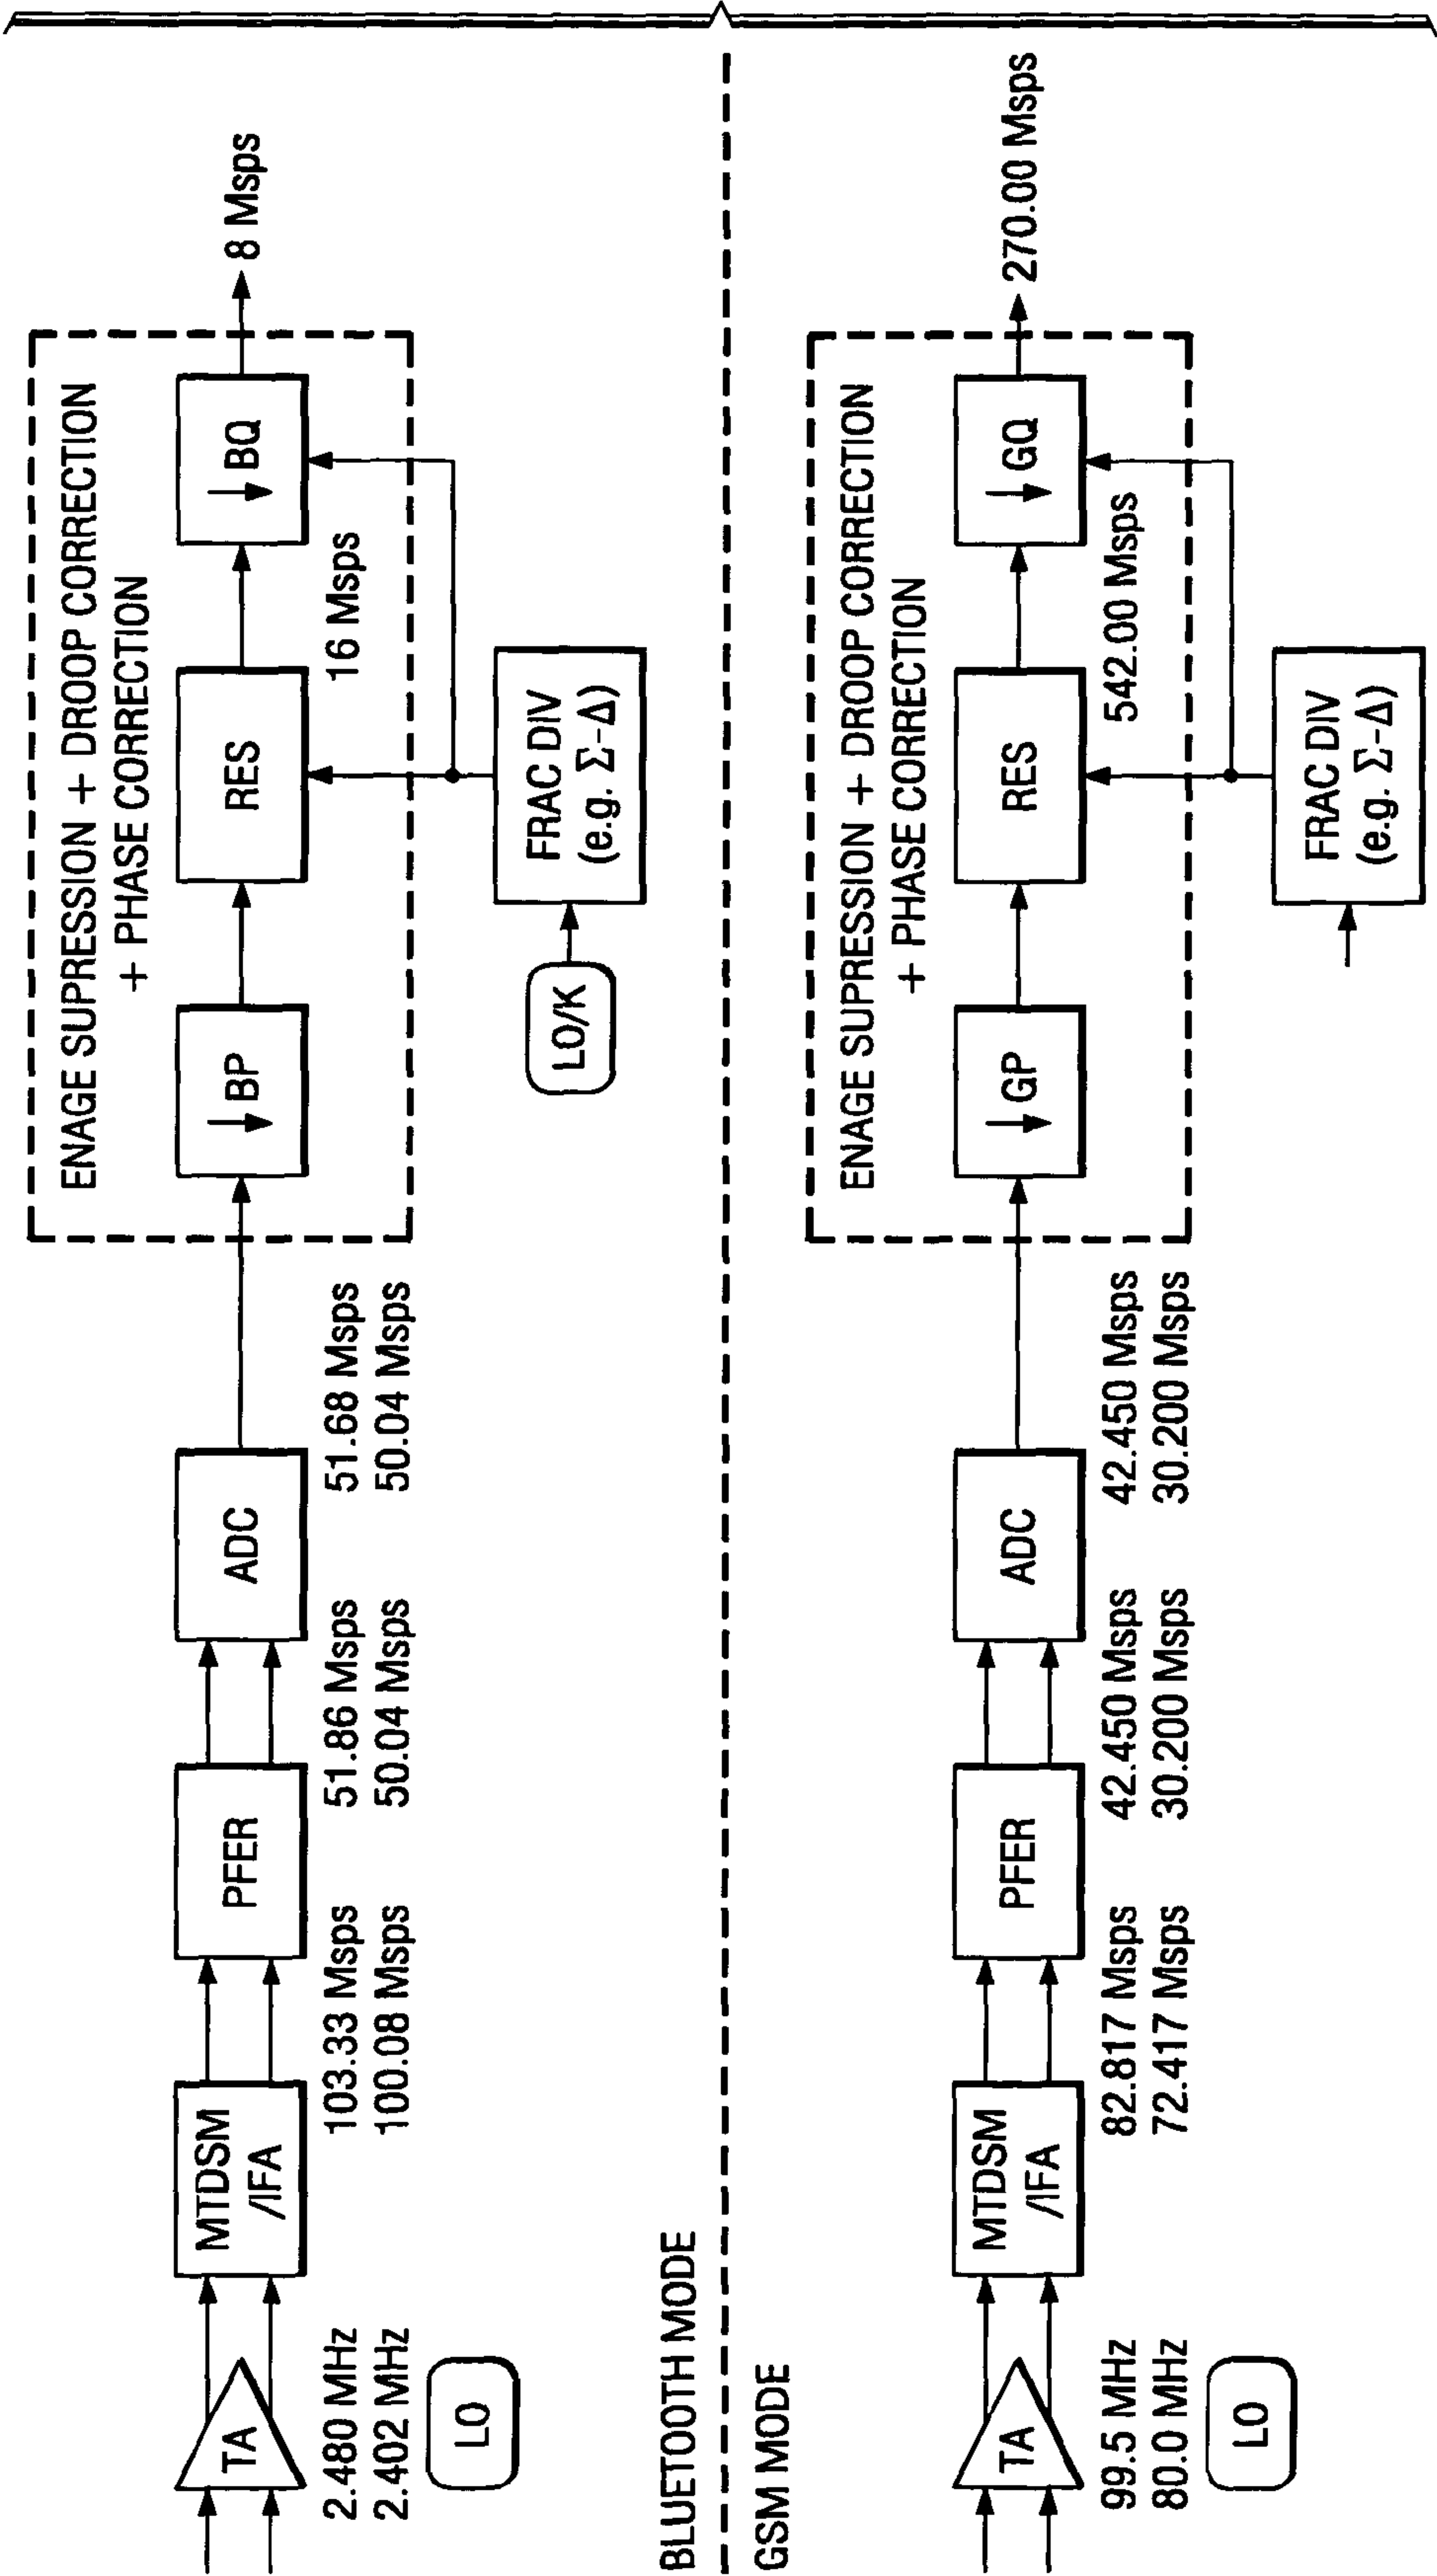 ENAGE SUPRESSION + DROOP CORRECTION
+ PHASE CORRECTION
TA
MTDSM
/IFA
PFER
ADC
↓ BP
RES
↓ BQ
8 Msps
2.480 MHz
2.402 MHz
103.33 Msps
100.08 Msps
51.86 Msps
50.04 Msps
51.68 Msps
50.04 Msps
16 Msps
LO
LO/K
FRAC DIV
(e.g. Σ-Δ)
BLUETOOTH MODE
GSM MODE
ENAGE SUPRESSION + DROOP CORRECTION
+ PHASE CORRECTION
TA
MTDSM
/IFA
PFER
ADC
↓ GP
RES
↓ GQ
270.00 Msps
99.5 MHz
80.0 MHz
82.817 Msps
72.417 Msps
42.450 Msps
30.200 Msps
42.450 Msps
30.200 Msps
542.00 Msps
LO
FRAC DIV
(e.g. Σ-Δ)